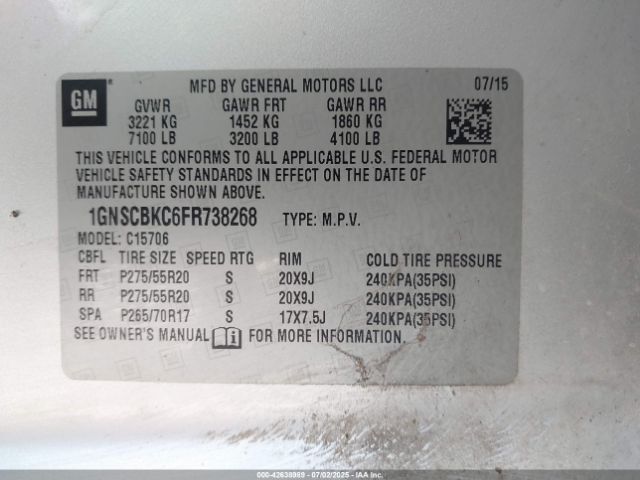 GM
MFD BY GENERAL MOTORS LLC 07/15
GVWR GAWR FRT GAWR RR
3221 KG 1452 KG 1860 KG
7100 LB 3200 LB 4100 LB
THIS VEHICLE CONFORMS TO ALL APPLICABLE U.S. FEDERAL MOTOR
VEHICLE SAFETY STANDARDS IN EFFECT ON THE DATE OF
MANUFACTURE SHOWN ABOVE.
1GNSCBKC6FR738268 TYPE: M.P.V.
MODEL: C15706
CBFL TIRE SIZE SPEED RTG RIM COLD TIRE PRESSURE
FRT P275/55R20 S 20X9J 240KPA(35PSI)
RR P275/55R20 S 20X9J 240KPA(35PSI)
SPA P265/70R17 S 17X7.5J 240KPA(35PSI)
SEE OWNER'S MANUAL FOR MORE INFORMATION.
000-42638969 07/02/2025 - IAA Inc.